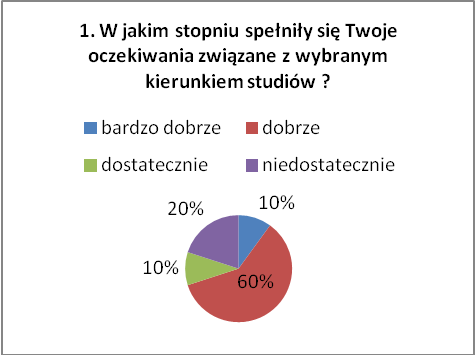 1. W jakim stopniu spełniły się Twoje
oczekiwania związane z wybranym
kierunkiem studiów ?
bardzo dobrze dobrze
dostatecznie niedostatecznie
20% 10%
10% 60%